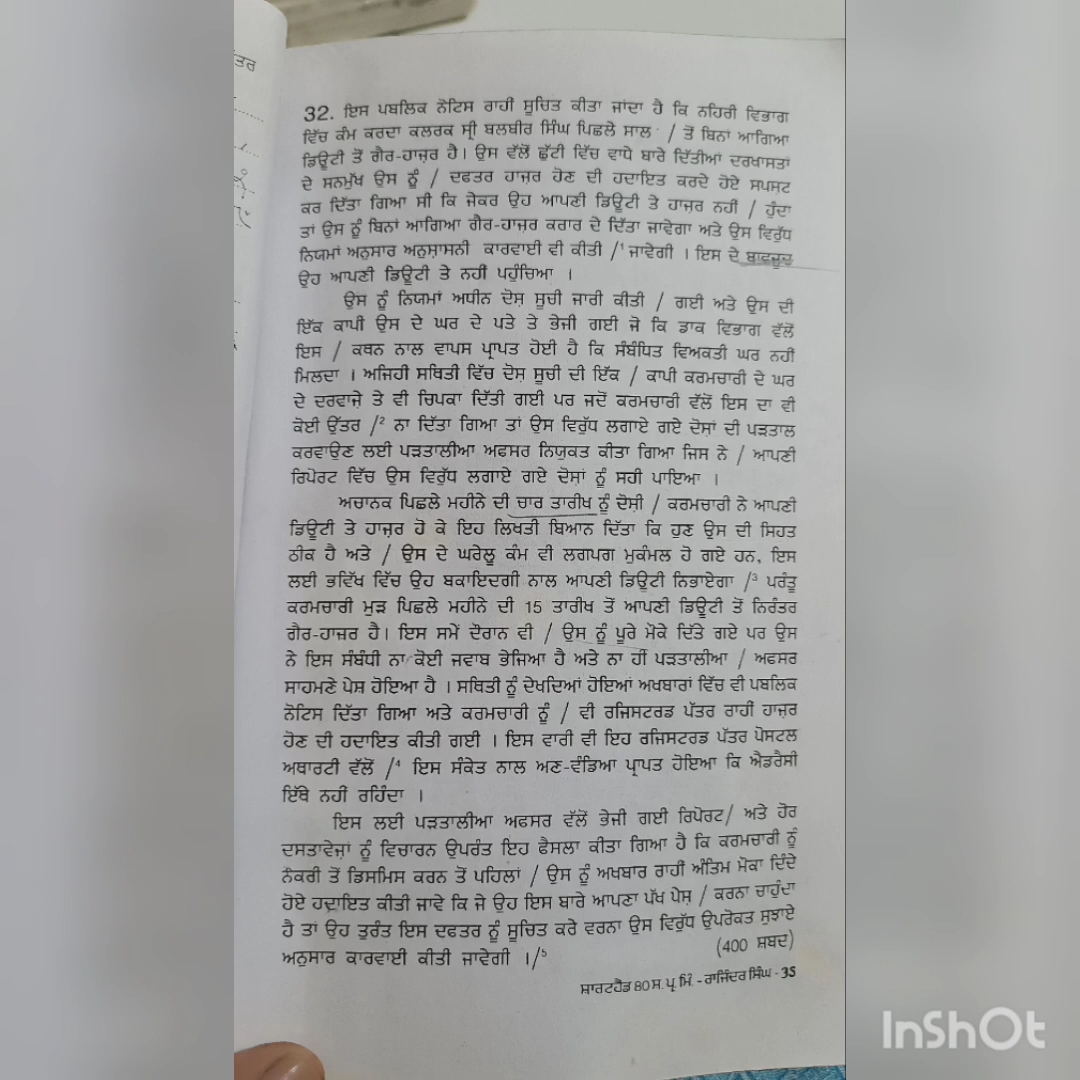 ੱਤਰ
32. ਇਸ ਪਬਲਿਕ ਨੋਟਿਸ ਰਾਹੀਂ ਸੂਚਿਤ ਕੀਤਾ ਜਾਂਦਾ ਹੈ ਕਿ ਨਹਿਰੀ ਵਿਭਾਗ
ਵਿੱਚ ਕੰਮ ਕਰਦਾ ਕਲਰਕ ਸ੍ਰੀ ਬਲਬੀਰ ਸਿੰਘ ਪਿਛਲੇ ਸਾਲ / ਤੋਂ ਬਿਨਾਂ ਆਗਿਆ
ਡਿਊਟੀ ਤੋਂ ਗੈਰ-ਹਾਜ਼ਰ ਹੈ। ਉਸ ਵੱਲੋਂ ਛੁੱਟੀ ਵਿੱਚ ਵਾਧੇ ਬਾਰੇ ਦਿੱਤੀਆਂ ਦਰਖਾਸਤਾਂ
ਦੇ ਸਨਮੁੱਖ ਉਸ ਨੂੰ / ਦਫਤਰ ਹਾਜ਼ਰ ਹੋਣ ਦੀ ਹਦਾਇਤ ਕਰਦੇ ਹੋਏ ਸਪਸ਼ਟ
ਕਰ ਦਿੱਤਾ ਗਿਆ ਸੀ ਕਿ ਜੇਕਰ ਉਹ ਆਪਣੀ ਡਿਊਟੀ ਤੇ ਹਾਜ਼ਰ ਨਹੀਂ / ਹੁੰਦਾ
ਤਾਂ ਉਸ ਨੂੰ ਬਿਨਾਂ ਆਗਿਆ ਗੈਰ-ਹਾਜ਼ਰ ਕਰਾਰ ਦੇ ਦਿੱਤਾ ਜਾਵੇਗਾ ਅਤੇ ਉਸ ਵਿਰੁੱਧ
ਨਿਯਮਾਂ ਅਨੁਸਾਰ ਅਨੁਸ਼ਾਸਨੀ ਕਾਰਵਾਈ ਵੀ ਕੀਤੀ /¹ ਜਾਵੇਗੀ । ਇਸ ਦੇ ਬਾਵਜੂਦ
ਉਹ ਆਪਣੀ ਡਿਊਟੀ ਤੇ ਨਹੀਂ ਪਹੁੰਚਿਆ ।
ਉਸ ਨੂੰ ਨਿਯਮਾਂ ਅਧੀਨ ਦੋਸ਼ ਸੂਚੀ ਜਾਰੀ ਕੀਤੀ / ਗਈ ਅਤੇ ਉਸ ਦੀ
ਇੱਕ ਕਾਪੀ ਉਸ ਦੇ ਘਰ ਦੇ ਪਤੇ ਤੇ ਭੇਜੀ ਗਈ ਜੋ ਕਿ ਡਾਕ ਵਿਭਾਗ ਵੱਲੋਂ
ਇਸ / ਕਥਨ ਨਾਲ ਵਾਪਸ ਪ੍ਰਾਪਤ ਹੋਈ ਹੈ ਕਿ ਸੰਬੰਧਿਤ ਵਿਅਕਤੀ ਘਰ ਨਹੀਂ
ਮਿਲਦਾ । ਅਜਿਹੀ ਸਥਿਤੀ ਵਿੱਚ ਦੋਸ਼ ਸੂਚੀ ਦੀ ਇੱਕ / ਕਾਪੀ ਕਰਮਚਾਰੀ ਦੇ ਘਰ
ਦੇ ਦਰਵਾਜੇ ਤੇ ਵੀ ਚਿਪਕਾ ਦਿੱਤੀ ਗਈ ਪਰ ਜਦੋਂ ਕਰਮਚਾਰੀ ਵੱਲੋਂ ਇਸ ਦਾ ਵੀ
ਕੋਈ ਉੱਤਰ /² ਨਾ ਦਿੱਤਾ ਗਿਆ ਤਾਂ ਉਸ ਵਿਰੁੱਧ ਲਗਾਏ ਗਏ ਦੋਸ਼ਾਂ ਦੀ ਪੜਤਾਲ
ਕਰਵਾਉਣ ਲਈ ਪੜਤਾਲੀਆ ਅਫਸਰ ਨਿਯੁਕਤ ਕੀਤਾ ਗਿਆ ਜਿਸ ਨੇ / ਆਪਣੀ
ਰਿਪੋਰਟ ਵਿੱਚ ਉਸ ਵਿਰੁੱਧ ਲਗਾਏ ਗਏ ਦੋਸ਼ਾਂ ਨੂੰ ਸਹੀ ਪਾਇਆ ।
ਅਚਾਨਕ ਪਿਛਲੇ ਮਹੀਨੇ ਦੀ ਚਾਰ ਤਾਰੀਖ ਨੂੰ ਦੋਸ਼ੀ / ਕਰਮਚਾਰੀ ਨੇ ਆਪਣੀ
ਡਿਊਟੀ ਤੇ ਹਾਜ਼ਰ ਹੋ ਕੇ ਇਹ ਲਿਖਤੀ ਬਿਆਨ ਦਿੱਤਾ ਕਿ ਹੁਣ ਉਸ ਦੀ ਸਿਹਤ
ਠੀਕ ਹੈ ਅਤੇ / ਉਸ ਦੇ ਘਰੇਲੂ ਕੰਮ ਵੀ ਲਗਪਗ ਮੁਕੰਮਲ ਹੋ ਗਏ ਹਨ, ਇਸ
ਲਈ ਭਵਿੱਖ ਵਿੱਚ ਉਹ ਬਕਾਇਦਗੀ ਨਾਲ ਆਪਣੀ ਡਿਊਟੀ ਨਿਭਾਏਗਾ /³ ਪਰੰਤੂ
ਕਰਮਚਾਰੀ ਮੁੜ ਪਿਛਲੇ ਮਹੀਨੇ ਦੀ 15 ਤਾਰੀਖ ਤੋਂ ਆਪਣੀ ਡਿਊਟੀ ਤੋਂ ਨਿਰੰਤਰ
ਗੈਰ-ਹਾਜ਼ਰ ਹੈ। ਇਸ ਸਮੇਂ ਦੌਰਾਨ ਵੀ / ਉਸ ਨੂੰ ਪੂਰੇ ਮੌਕੇ ਦਿੱਤੇ ਗਏ ਪਰ ਉਸ
ਨੇ ਇਸ ਸੰਬੰਧੀ ਨਾ ਕੋਈ ਜਵਾਬ ਭੇਜਿਆ ਹੈ ਅਤੇ ਨਾ ਹੀਂ ਪੜਤਾਲੀਆ / ਅਫਸਰ
ਸਾਹਮਣੇ ਪੇਸ਼ ਹੋਇਆ ਹੈ । ਸਥਿਤੀ ਨੂੰ ਦੇਖਦਿਆਂ ਹੋਇਆਂ ਅਖਬਾਰਾਂ ਵਿੱਚ ਵੀ ਪਬਲਿਕ
ਨੋਟਿਸ ਦਿੱਤਾ ਗਿਆ ਅਤੇ ਕਰਮਚਾਰੀ ਨੂੰ / ਵੀ ਰਜਿਸਟਰਡ ਪੱਤਰ ਰਾਹੀਂ ਹਾਜ਼ਰ
ਹੋਣ ਦੀ ਹਦਾਇਤ ਕੀਤੀ ਗਈ । ਇਸ ਵਾਰੀ ਵੀ ਇਹ ਰਜਿਸਟਰਡ ਪੱਤਰ ਪੋਸਟਲ
ਅਥਾਰਟੀ ਵੱਲੋਂ /⁴ ਇਸ ਸੰਕੇਤ ਨਾਲ ਅਣ-ਵੰਡਿਆ ਪ੍ਰਾਪਤ ਹੋਇਆ ਕਿ ਐਡਰੈਸੀ
ਇੱਥੇ ਨਹੀਂ ਰਹਿੰਦਾ ।
ਇਸ ਲਈ ਪੜਤਾਲੀਆ ਅਫਸਰ ਵੱਲੋਂ ਭੇਜੀ ਗਈ ਰਿਪੋਰਟ/ ਅਤੇ ਹੋਰ
ਦਸਤਾਵੇਜ਼ਾਂ ਨੂੰ ਵਿਚਾਰਨ ਉਪਰੰਤ ਇਹ ਫੈਸਲਾ ਕੀਤਾ ਗਿਆ ਹੈ ਕਿ ਕਰਮਚਾਰੀ ਨੂੰ
ਨੌਕਰੀ ਤੋਂ ਡਿਸਮਿਸ ਕਰਨ ਤੋਂ ਪਹਿਲਾਂ / ਉਸ ਨੂੰ ਅਖਬਾਰ ਰਾਹੀਂ ਅੰਤਿਮ ਮੌਕਾ ਦਿੰਦੇ
ਹੋਏ ਹਦਾਇਤ ਕੀਤੀ ਜਾਵੇ ਕਿ ਜੇ ਉਹ ਇਸ ਬਾਰੇ ਆਪਣਾ ਪੱਖ ਪੇਸ਼ / ਕਰਨਾ ਚਾਹੁੰਦਾ
ਹੈ ਤਾਂ ਉਹ ਤੁਰੰਤ ਇਸ ਦਫਤਰ ਨੂੰ ਸੂਚਿਤ ਕਰੇ ਵਰਨਾ ਉਸ ਵਿਰੁੱਧ ਉਪਰੋਕਤ ਸੁਝਾਏ
ਅਨੁਸਾਰ ਕਾਰਵਾਈ ਕੀਤੀ ਜਾਵੇਗੀ ।/⁵ (400 ਸ਼ਬਦ)
ਸ਼ਾਰਟਹੈਂਡ 80 ਸ. ਪ੍ਰ. ਮਿੰ. - ਰਾਜਿੰਦਰ ਸਿੰਘ - 35
InShOt